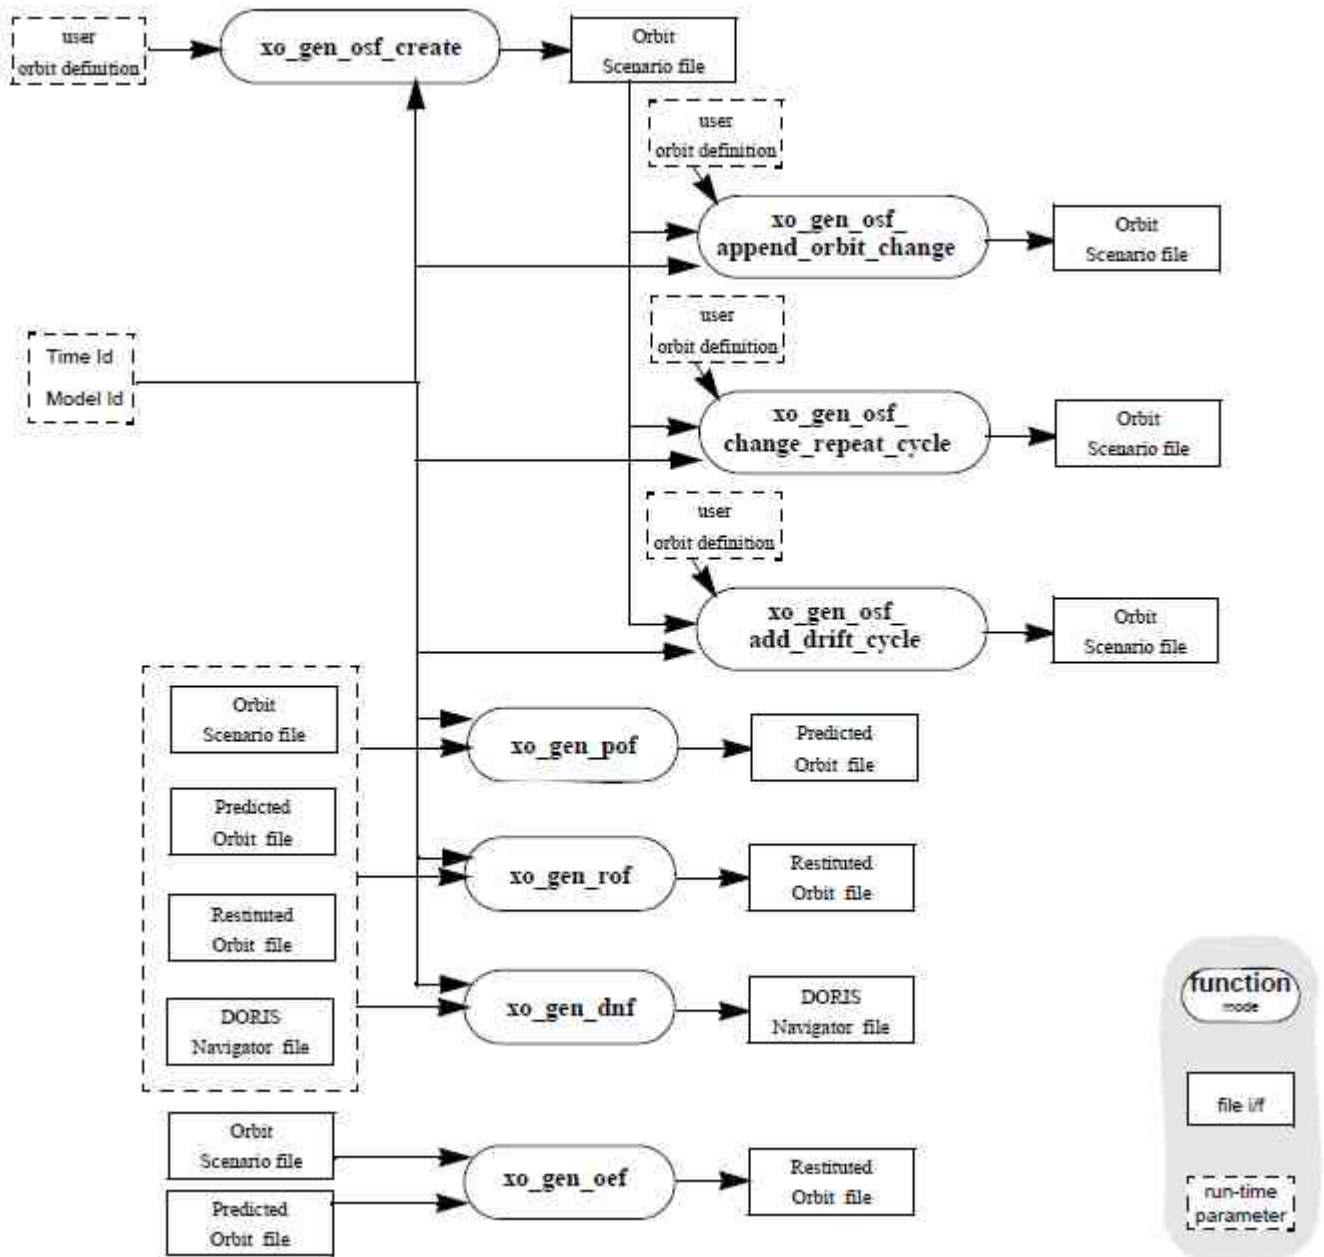 user
orbit definition
xo_gen_osf_create
Orbit
Scenario file
user
orbit definition
xo_gen_osf_
append_orbit_change
Orbit
Scenario file
user
orbit definition
Time Id
Model Id
xo_gen_osf_
change_repeat_cycle
Orbit
Scenario file
user
orbit definition
xo_gen_osf_
add_drift_cycle
Orbit
Scenario file
Orbit
Scenario file
xo_gen_pof
Predicted
Orbit file
Predicted
Orbit file
xo_gen_rof
Restituted
Orbit file
Restituted
Orbit file
DORIS
Navigator file
xo_gen_dnf
DORIS
Navigator file
function
mode
file i/f
run-time
parameter
Orbit
Scenario file
Predicted
Orbit file
xo_gen_oef
Restituted
Orbit file